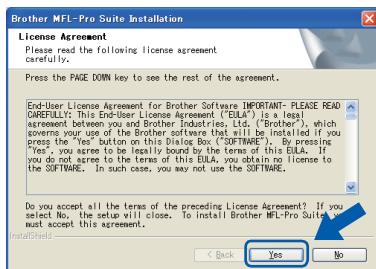 Brother MFL-Pro Suite Installation
License Agreement
Please read the following license agreement
carefully.
Press the PAGE DOWN key to see the rest of the agreement.
End-User License Agreement for Brother Software IMPORTANT- PLEASE READ
CAREFULLY: This End-User License Agreement ("EULA") is a legal
agreement between you and Brother Industries, Ltd. ("Brother"), which
governs your use of the Brother software that will be installed if you
press the "Yes" button on this Dialog Box ("SOFTWARE"). By pressing
"Yes", you agree to be legally bound by the terms of this EULA. If
you do not agree to the terms of this EULA, you obtain no license to
the SOFTWARE. In such case, you may not use the SOFTWARE.
Do you accept all the terms of the preceding License Agreement? If you
select No, the setup will close. To install Brother MFL-Pro Suite,
must accept this agreement.
InstallShield
< Back
Yes
No